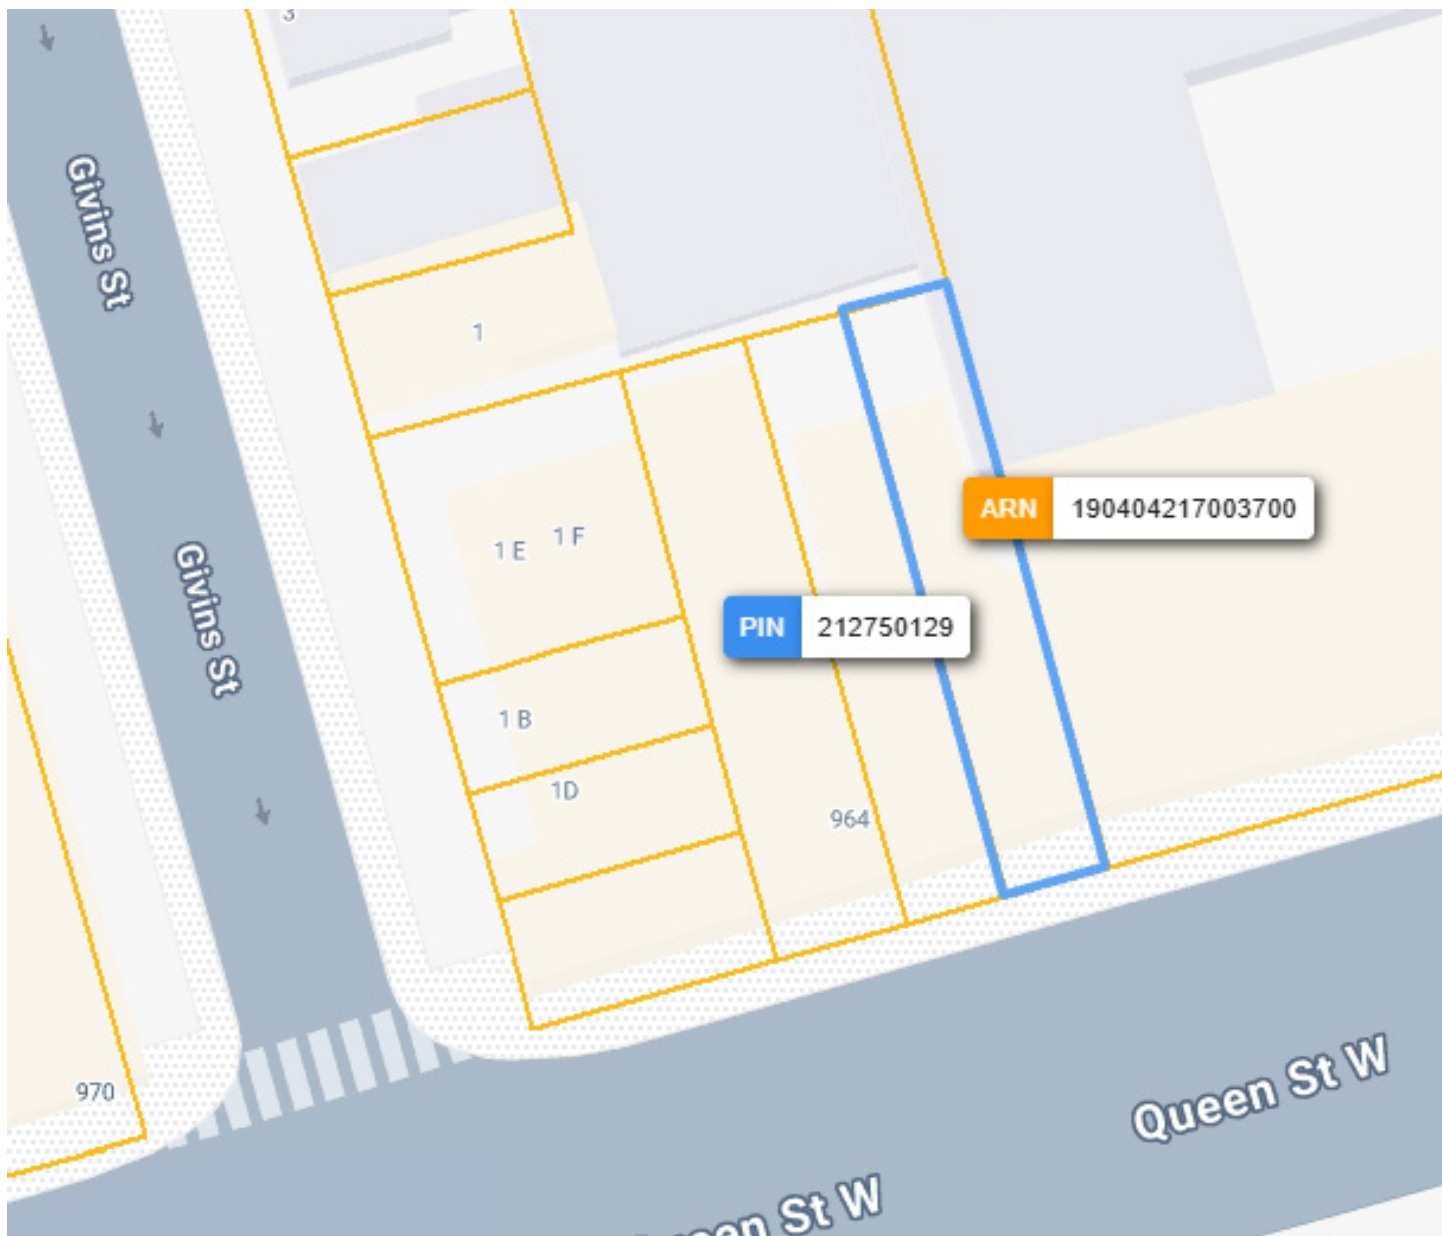 3
Givins St
1
ARN 190404217003700
1 E 1 F
PIN 212750129
Givins St
1 B
1D
964
970
Queen St W
Queen St W